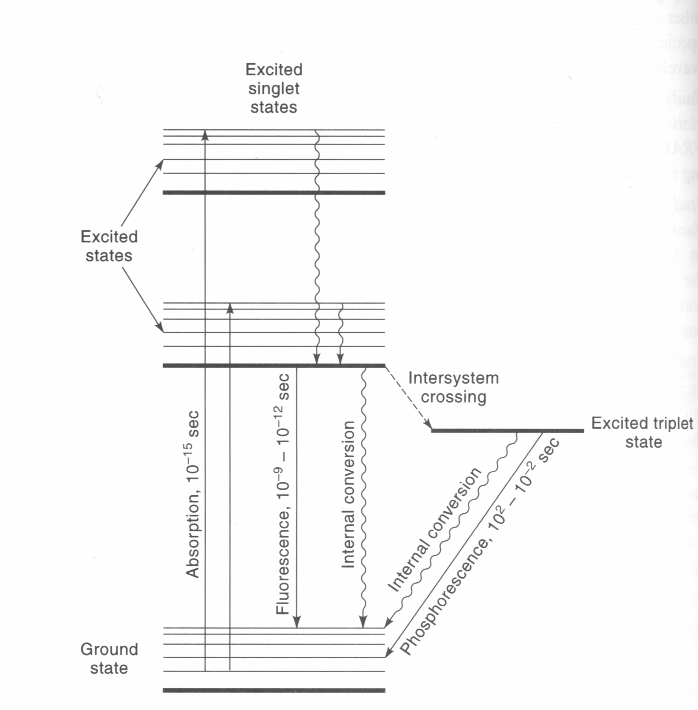 Excited
singlet
states
Excited
states
Intersystem
crossing
Excited triplet
state
Absorption, 10⁻¹⁵ sec
Fluorescence, 10⁻⁹ – 10⁻¹² sec
Internal conversion
Internal conversion
Phosphorescence, 10² – 10⁻² sec
Ground
state